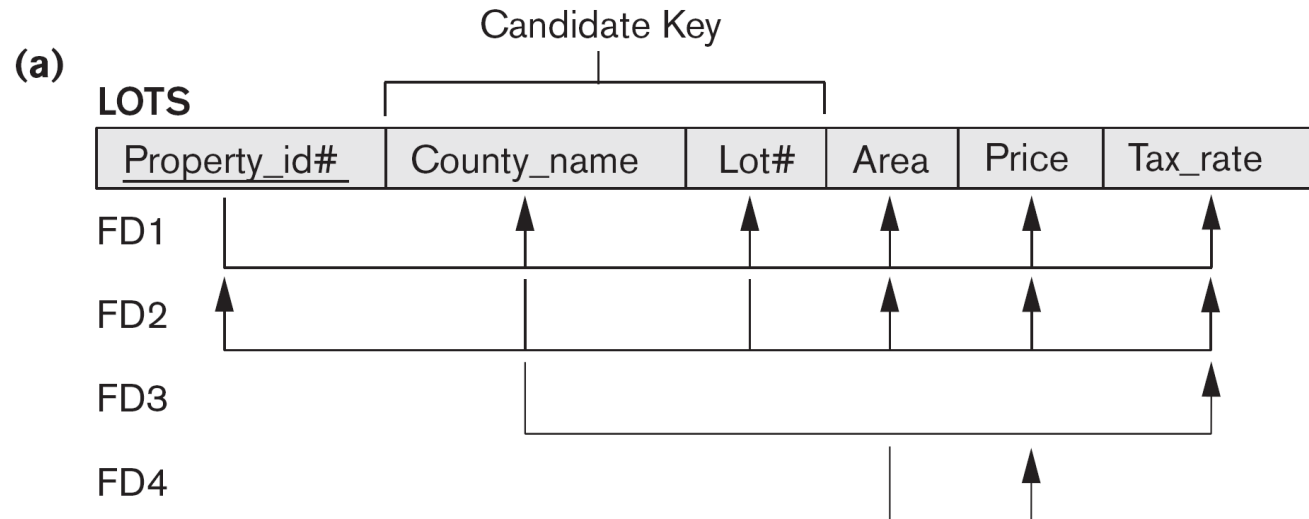 Candidate Key
(a)
LOTS
Property_id# County_name Lot# Area Price Tax_rate
FD1
FD2
FD3
FD4